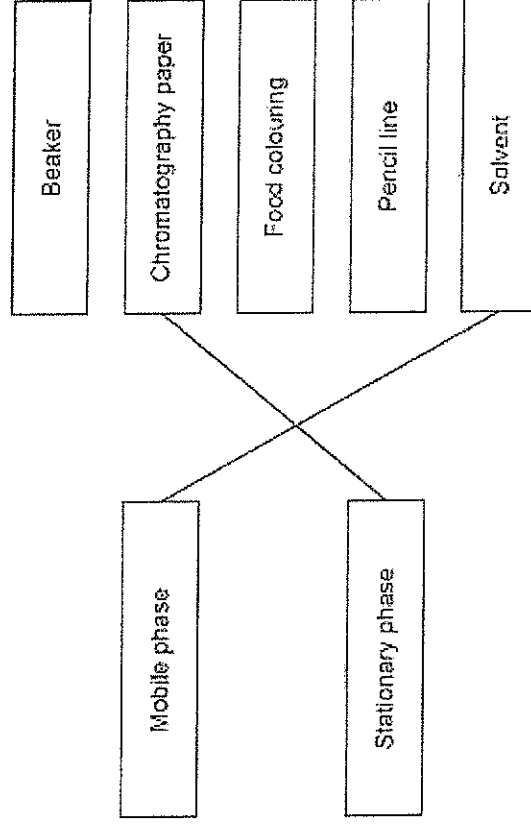 Mobile phase
Stationary phase
Beaker
Chromatography paper
Food colouring
Pencil line
Solvent